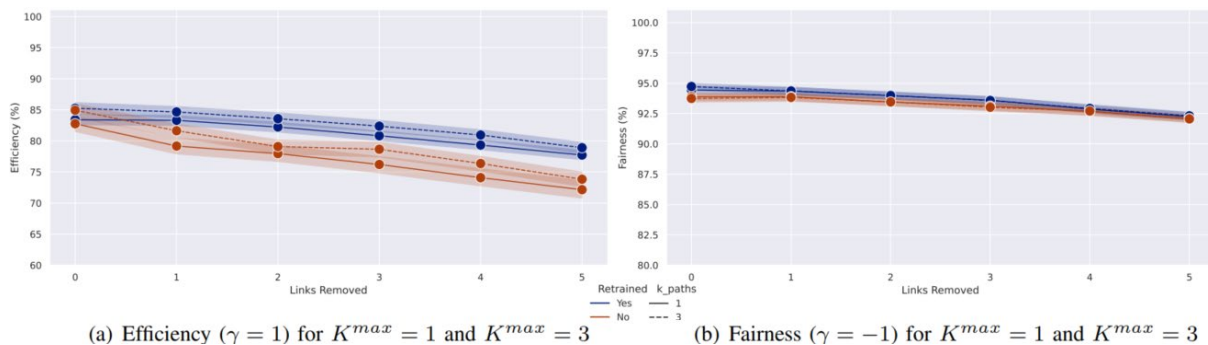 100
95
90
85
80
75
70
65
60
Efficiency (%)
0 1 2 3 4 5
Links Removed
100.0
97.5
95.0
92.5
90.0
87.5
85.0
82.5
80.0
Fairness (%)
0 1 2 3 4 5
Links Removed
Retrained k_paths
Yes 1
No 3
(a) Efficiency (γ = 1) for K^max = 1 and K^max = 3
(b) Fairness (γ = −1) for K^max = 1 and K^max = 3